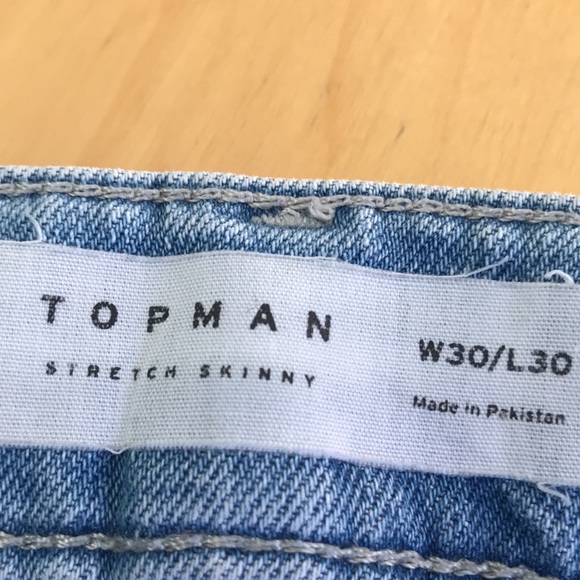 TOPMAN
STRETCH SKINNY
W30/L30
Made in Pakistan